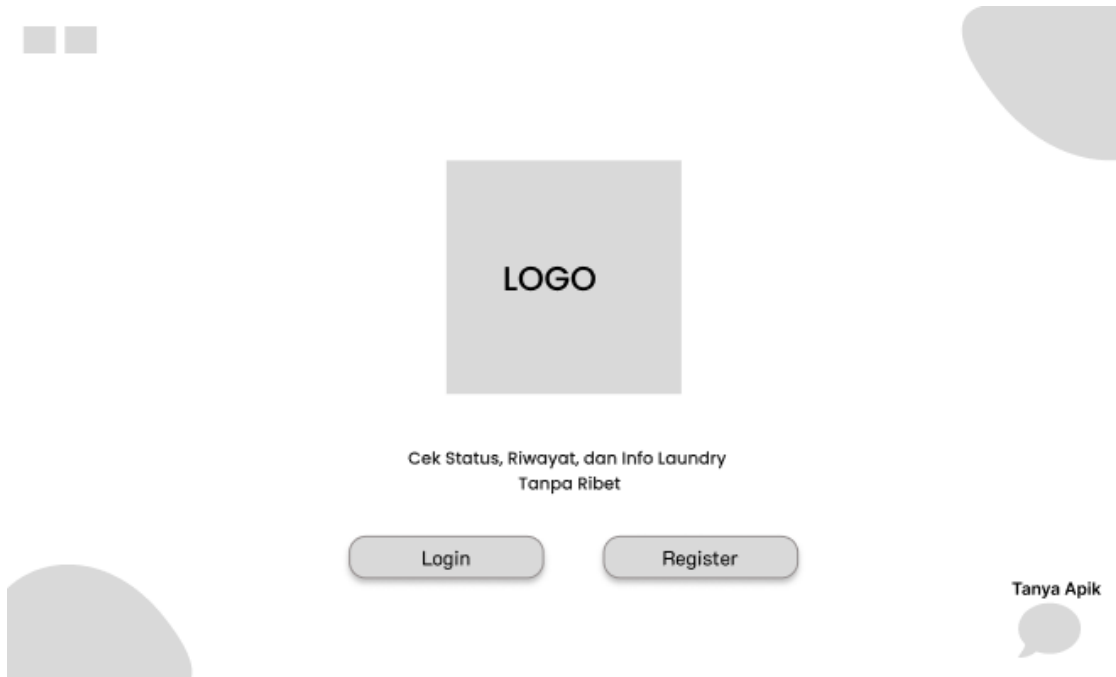 LOGO
Cek Status, Riwayat, dan Info Laundry
Tanpa Ribet
Login
Register
Tanya Apik